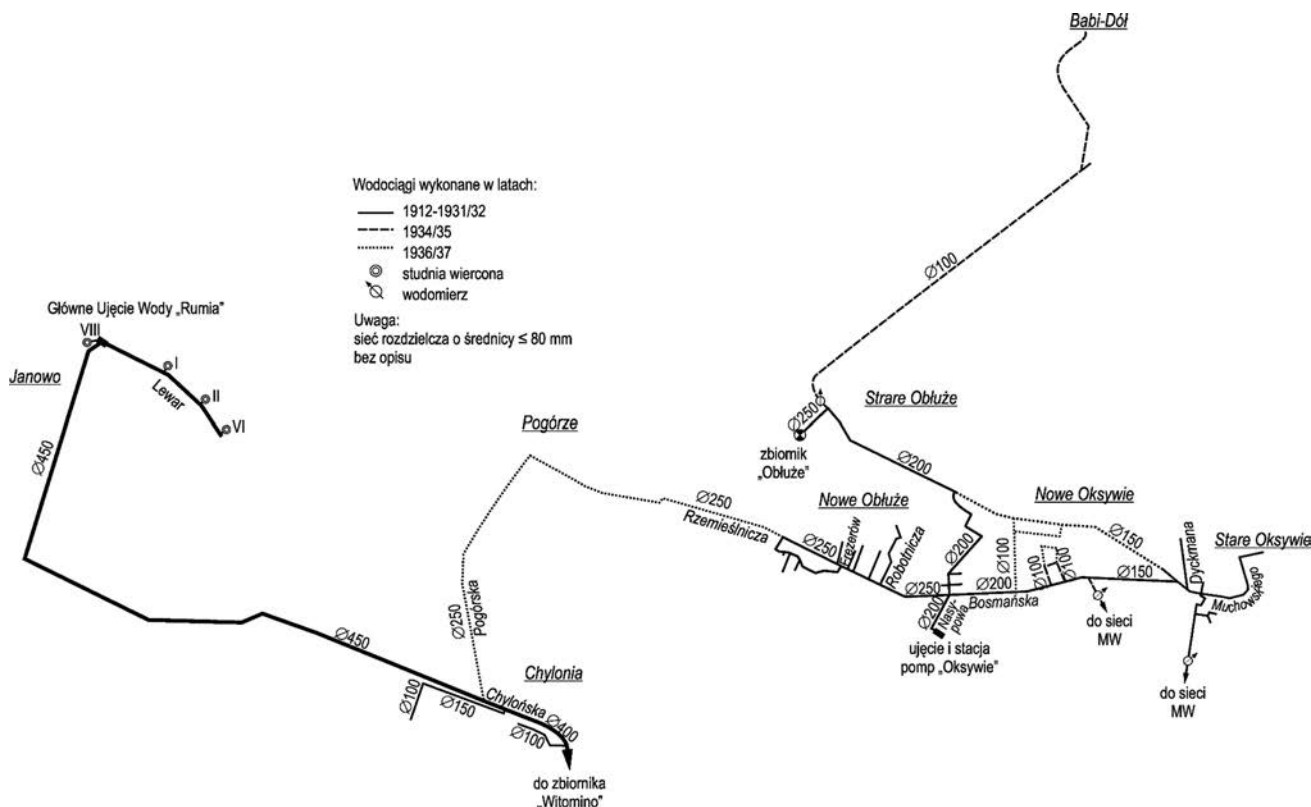 Babi-Dół
Wodociągi wykonane w latach:
1912-1931/32
1934/35
1936/37
studnia wiercona
wodomierz
Uwaga:
sieć rozdzielcza o średnicy ≤ 80 mm
bez opisu
Ø100
Główne Ujęcie Wody „Rumia”
VIII
I
II
VI
Lewar
Janowo
Ø450
Ø250
Strare Obłuże
zbiornik
„Obłuże”
Pogórze
Ø200
Ø250
Rzemieślnicza
Nowe Obłuże
Ø250
Frezerów
Robotnicza
Nowe Oksywie
Ø150
Stare Oksywie
Dyckmana
Muchowskiego
Ø200
Ø100
Ø100
Ø100
Ø150
Ø250
Ø200
Bosmańska
Ø200
Nasy-
powa
ujęcie i stacja
pomp „Oksywie”
do sieci
MW
do sieci
MW
Ø250
Pogórska
Ø450
Chylonia
Chylońska
Ø400
Ø100
Ø150
Ø100
do zbiornika
„Witomino”